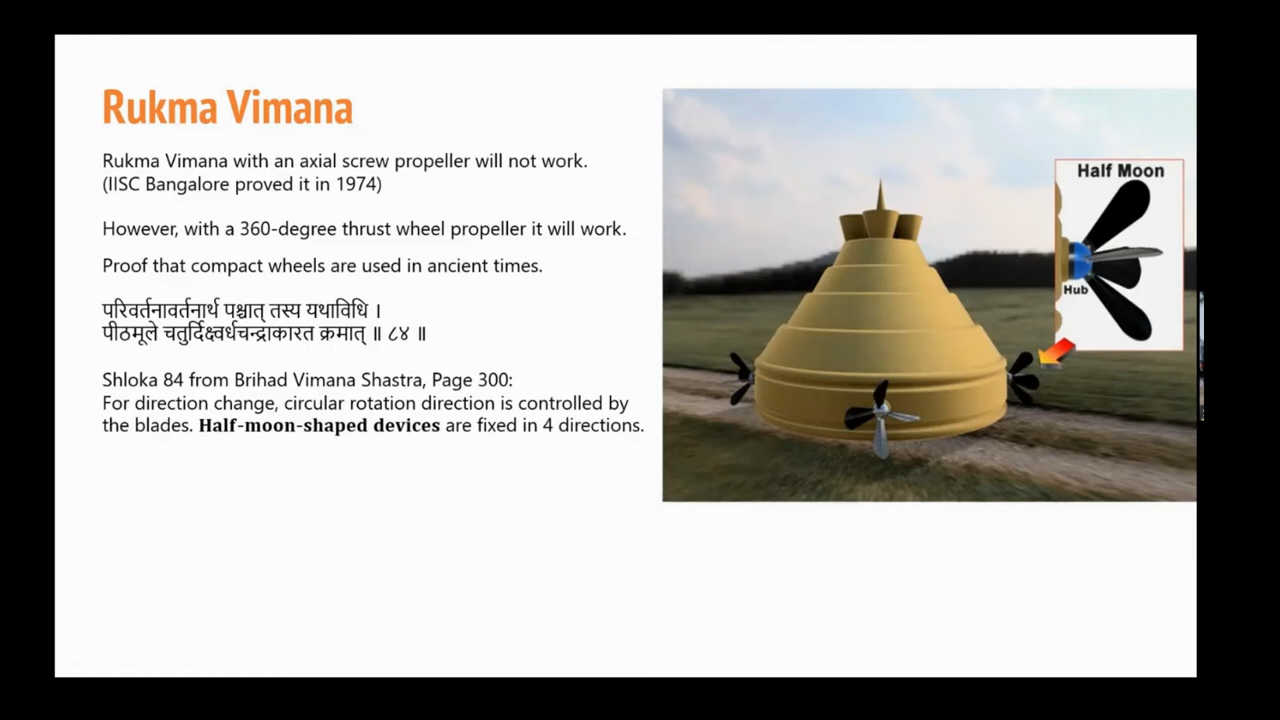 Rukma Vimana
Rukma Vimana with an axial screw propeller will not work.
(IISC Bangalore proved it in 1974)
However, with a 360-degree thrust wheel propeller it will work.
Proof that compact wheels are used in ancient times.
परिवर्तनावर्तनार्थ पश्चात् तस्य यथाविधि ।
पीठमूले चतुर्दिक्ष्वर्धचन्द्राकारत क्रमात् ॥ ८४ ॥
Shloka 84 from Brihad Vimana Shastra, Page 300:
For direction change, circular rotation direction is controlled by
the blades. Half-moon-shaped devices are fixed in 4 directions.
Half Moon
Hub